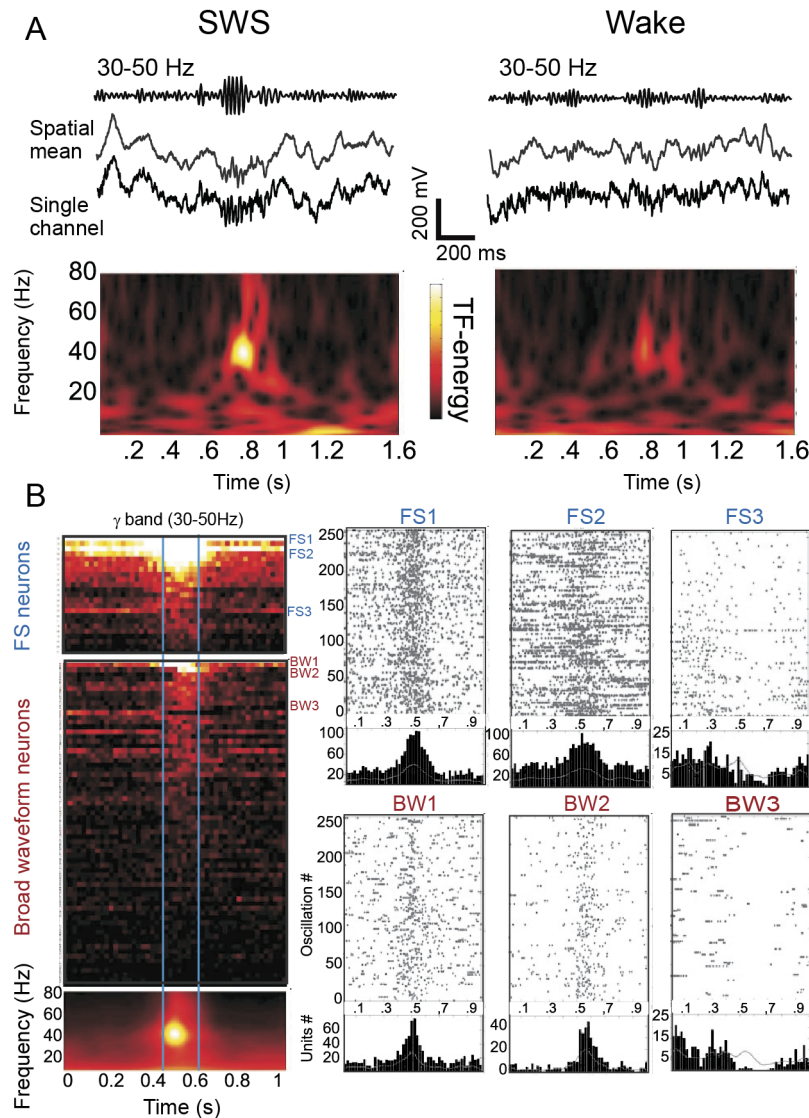 A
SWS
Wake
30-50 Hz
30-50 Hz
Spatial
mean
Single
channel
200 mV
200 ms
Frequency (Hz)
80
60
40
20
TF-energy
.2 .4 .6 .8 1 1.6
.2 .4 .6 .8 1 1.6
Time (s)
Time (s)
B
γ band (30-50Hz)
FS neurons
FS1
FS2
FS3
Broad waveform neurons
BW1
BW2
BW3
Frequency (Hz)
80
60
40
20
0 0.2 0.4 0.6 0.8 1
Time (s)
FS1
FS2
FS3
250
200
150
100
50
0
.1 .3 .5 .7 .9
.1 .3 .5 .7 .9
.1 .3 .5 .7 .9
100
80
60
40
20
100
80
60
40
20
25
15
5
BW1
BW2
BW3
Oscillation #
250
200
150
100
50
0
.1 .3 .5 .7 .9
.1 .3 .5 .7 .9
.1 .3 .5 .7 .9
Units #
60
40
20
0
40
20
0
25
15
5